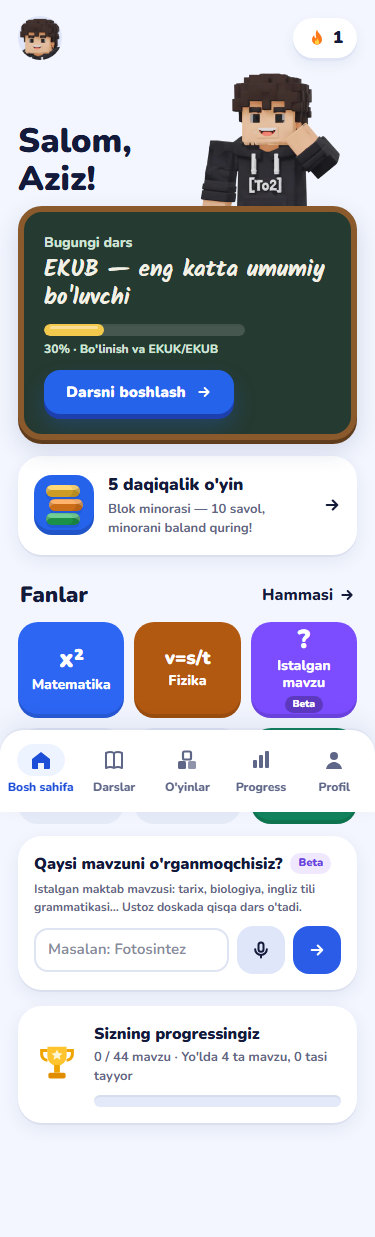 1
Salom,
Aziz!
[To2]
Bugungi dars
EKUB — eng katta umumiy
bo'luvchi
30% · Bo'linish va EKUK/EKUB
Darsni boshlash →
5 daqiqalik o'yin
Blok minorasi — 10 savol,
minorani baland quring!
→
Fanlar
Hammasi →
x²
Matematika
v=s/t
Fizika
?
Istalgan
mavzu
Beta
Bosh sahifa
Darslar
O'yinlar
Progress
Profil
Qaysi mavzuni o'rganmoqchisiz? Beta
Istalgan maktab mavzusi: tarix, biologiya, ingliz tili
grammatikasi... Ustoz doskada qisqa dars o'tadi.
Masalan: Fotosintez
→
Sizning progressingiz
0 / 44 mavzu · Yo'lda 4 ta mavzu, 0 tasi
tayyor